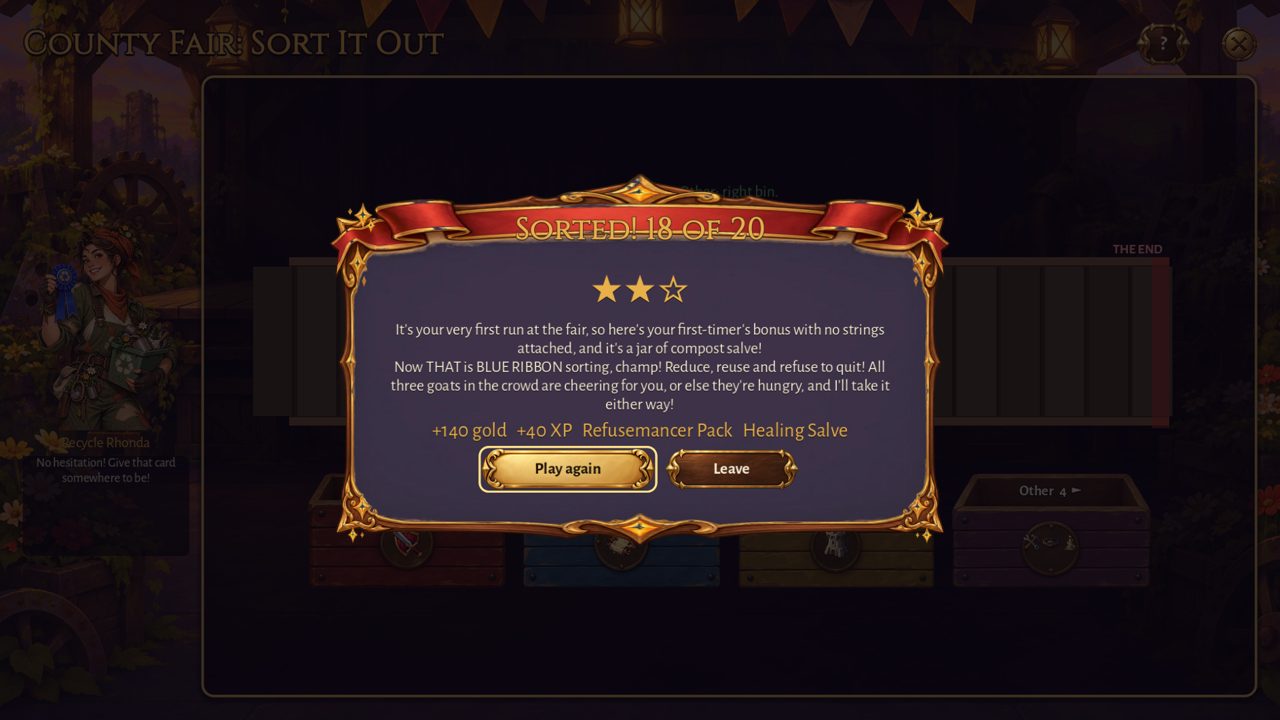 County Fair: Sort It Out
?
Other, right bin.
Sorted! 18 of 20
THE END
It's your very first run at the fair, so here's your first-timer's bonus with no strings
attached, and it's a jar of compost salve!
Now THAT is BLUE RIBBON sorting, champ! Reduce, reuse and refuse to quit! All
three goats in the crowd are cheering for you, or else they're hungry, and I'll take it
either way!
+140 gold +40 XP Refusemancer Pack Healing Salve
Recycle Rhonda
No hesitation! Give that card
somewhere to be!
Play again
Leave
Other 4 ►